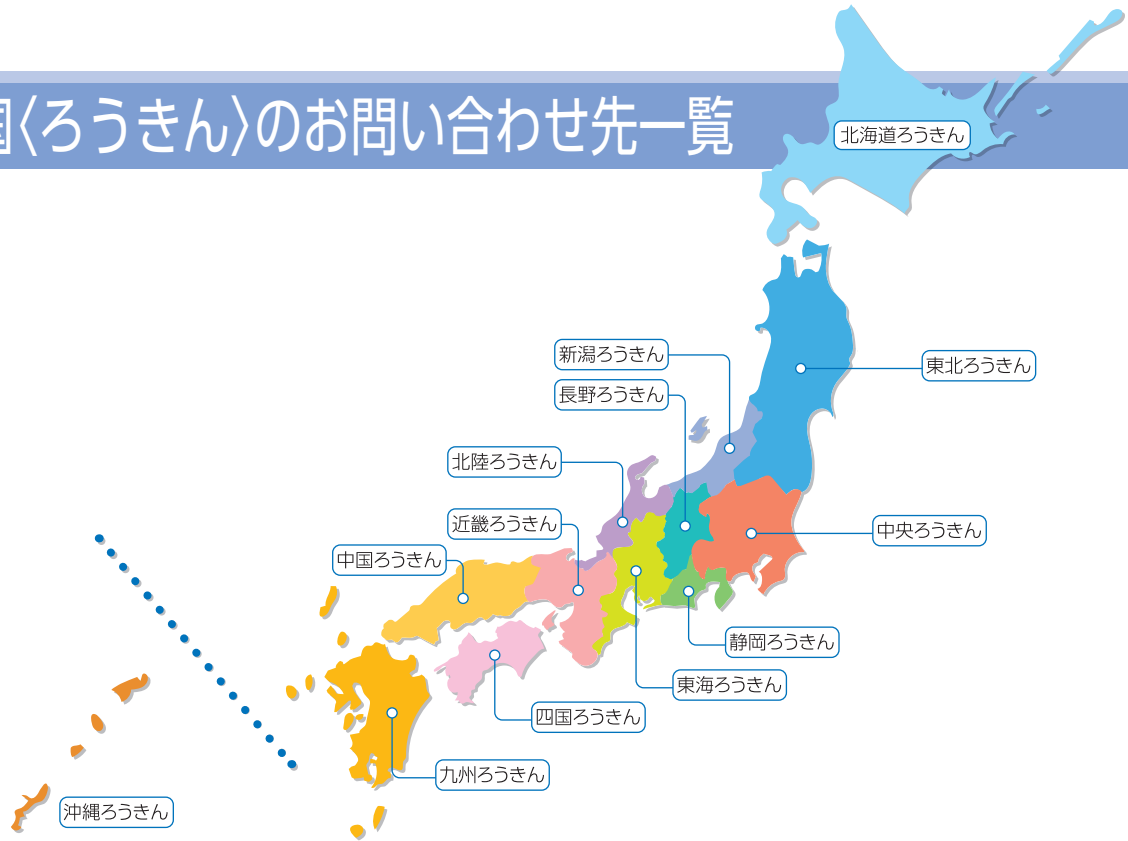 国〈ろうきん〉のお問い合わせ先一覧
北海道ろうきん
新潟ろうきん
東北ろうきん
長野ろうきん
北陸ろうきん
近畿ろうきん
中央ろうきん
中国ろうきん
静岡ろうきん
東海ろうきん
四国ろうきん
九州ろうきん
沖縄ろうきん